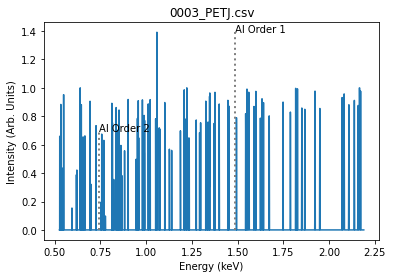 0003_PETJ.csv
Al Order 1
Al Order 2
Intensity (Arb. Units)
1.4
1.2
1.0
0.8
0.6
0.4
0.2
0.0
0.50 0.75 1.00 1.25 1.50 1.75 2.00 2.25
Energy (keV)